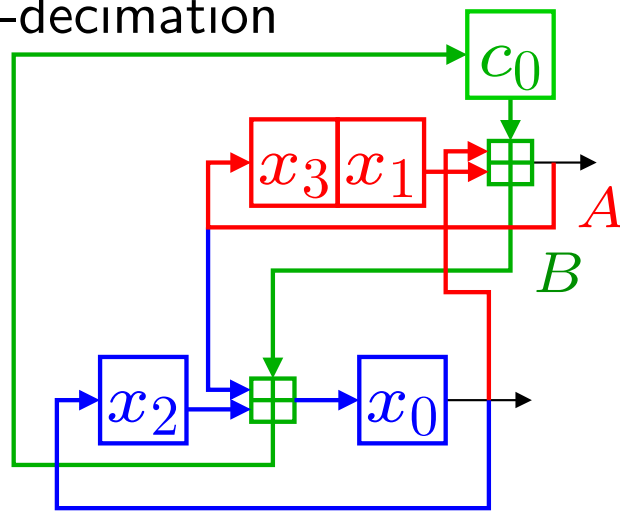 –decimation
c0
x3 x1
A
B
x2
x0